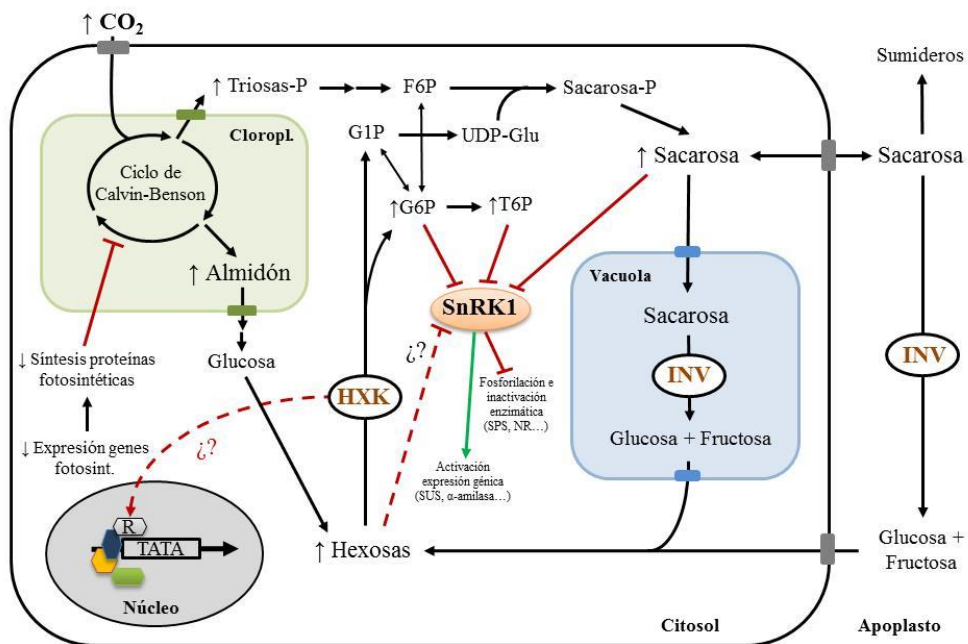 ↑ CO2
Sumideros
↑ Triosas-P
F6P
Sacarosa-P
Cloropl.
G1P
UDP-Glu
↑ Sacarosa
Sacarosa
Ciclo de
Calvin-Benson
↑G6P
↑T6P
↑ Almidón
Vacuola
SnRK1
Sacarosa
¿?
INV
↓ Síntesis proteínas
fotosintéticas
Glucosa
HXK
INV
Fosforilación e
inactivación
enzimática
(SPS, NR…)
Glucosa + Fructosa
↓ Expresión genes
fotosint.
¿?
Activación
expresión génica
(SUS, α-amilasa…)
R
TATA
↑ Hexosas
Glucosa +
Fructosa
Núcleo
Citosol
Apoplasto